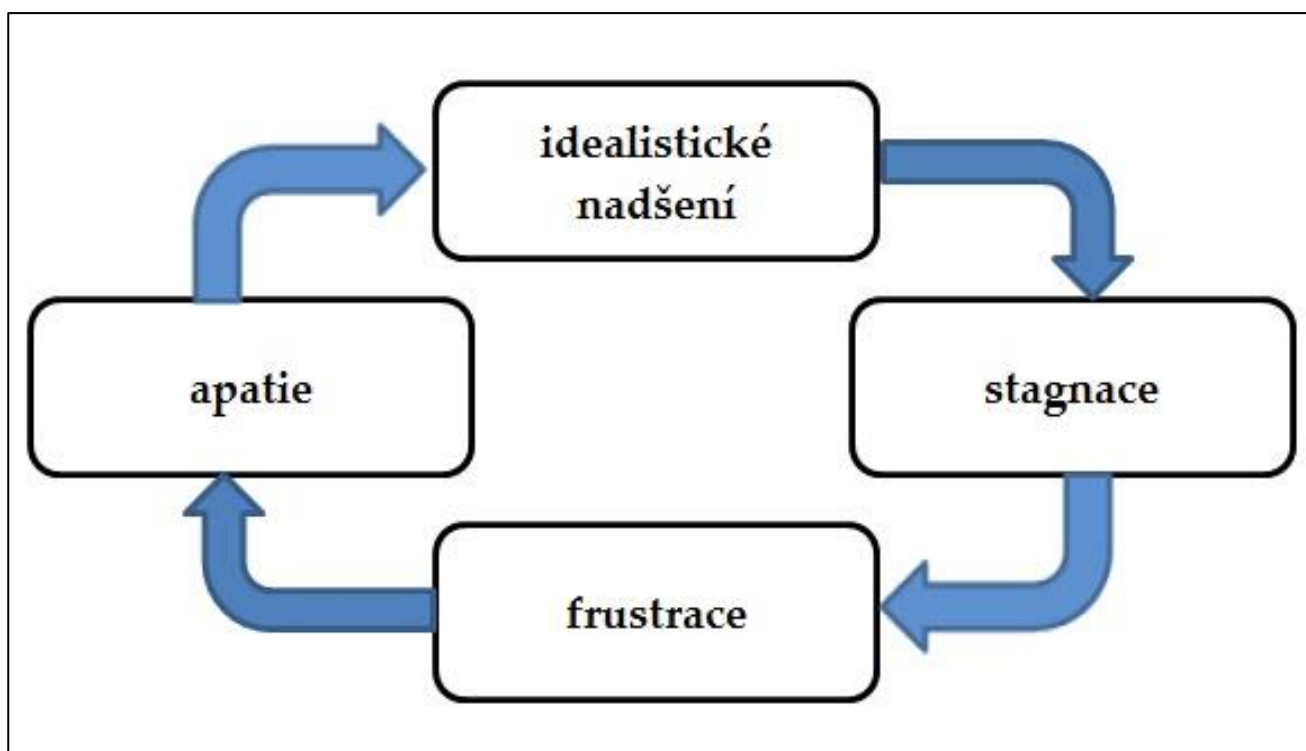 idealistické
nadšení
apatie
stagnace
frustrace